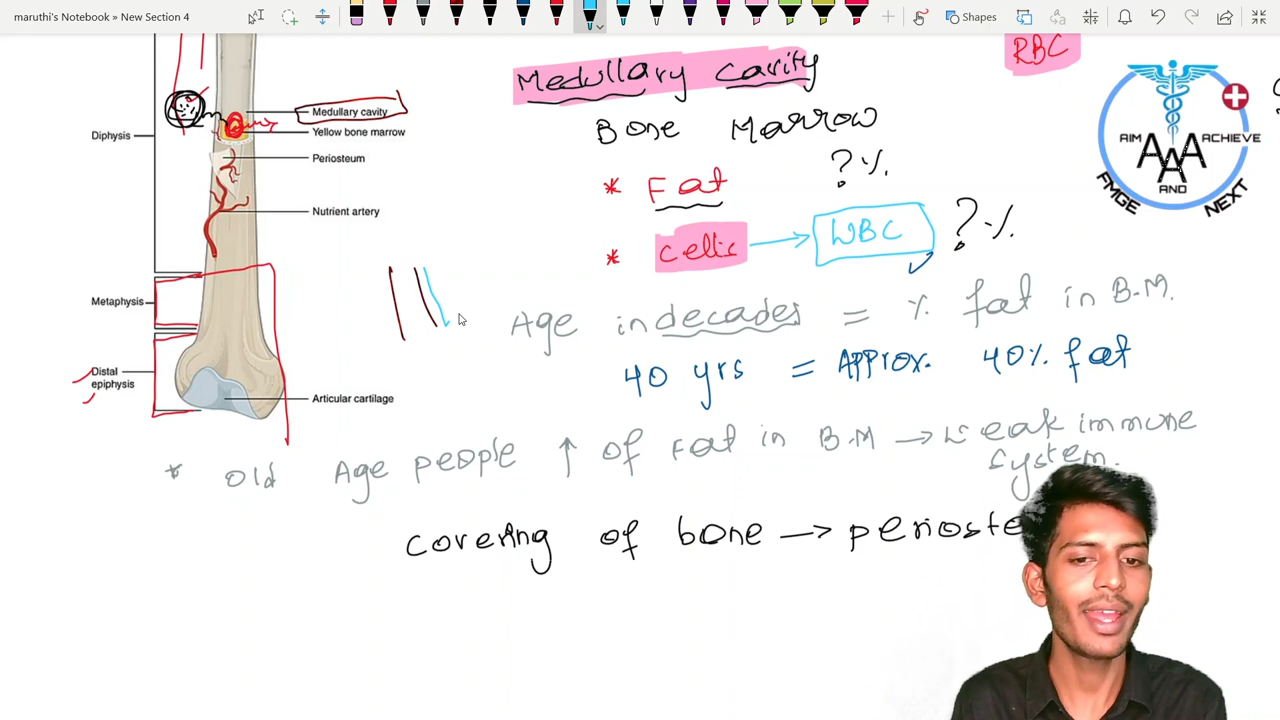 maruthi's Notebook » New Section 4
Shapes
RBC
Medullary Cavity
Medullary cavity
Diphysis
Yellow bone marrow
Bone Marrow
Periosteum
? %
AIM ACHIEVE
AAA
AND
FMGE NEXT
* Fat
Nutrient artery
* Cells → WBC ? %
Metaphysis
Age in decades = % fat in B.M.
40 yrs = Approx. 40% fat
Distal
epiphysis
Articular cartilage
* Old Age people ↑ of Fat in B.M → Weak immune
system.
covering of bone → perioste